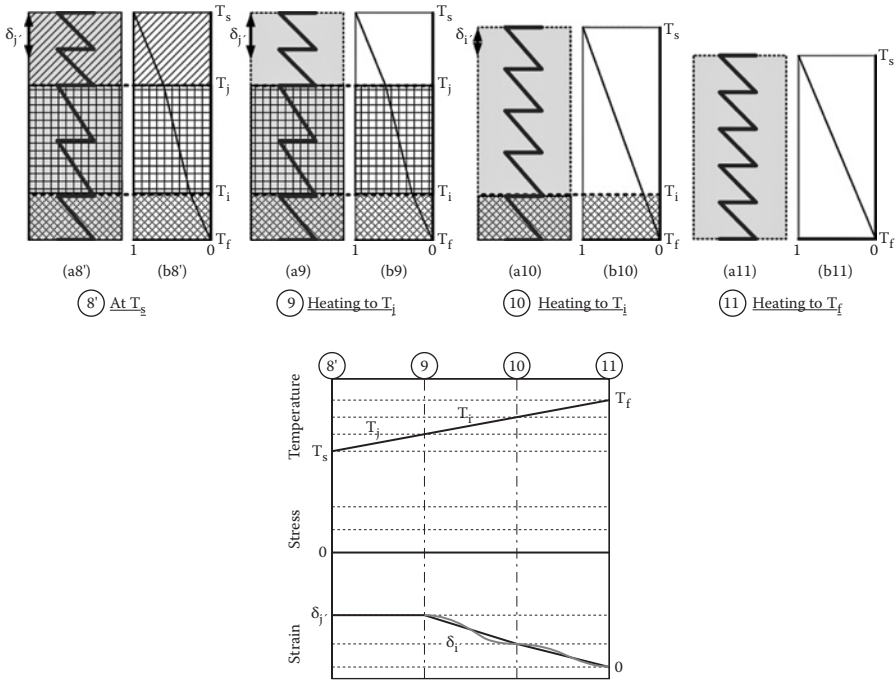 δj´
Ts
Tj
Ti
Tf
1
0
(a8')
(b8')
8' At Ts
δj´
Ts
Tj
Ti
Tf
1
0
(a9)
(b9)
9 Heating to Tj
δi´
Ts
Ti
Tf
1
0
(a10)
(b10)
10 Heating to Ti
Ts
Tf
1
0
(a11)
(b11)
11 Heating to Tf
8'
9
10
11
Temperature
Ts
Tj
Ti
Tf
Stress
0
Strain
δj´
δi
0